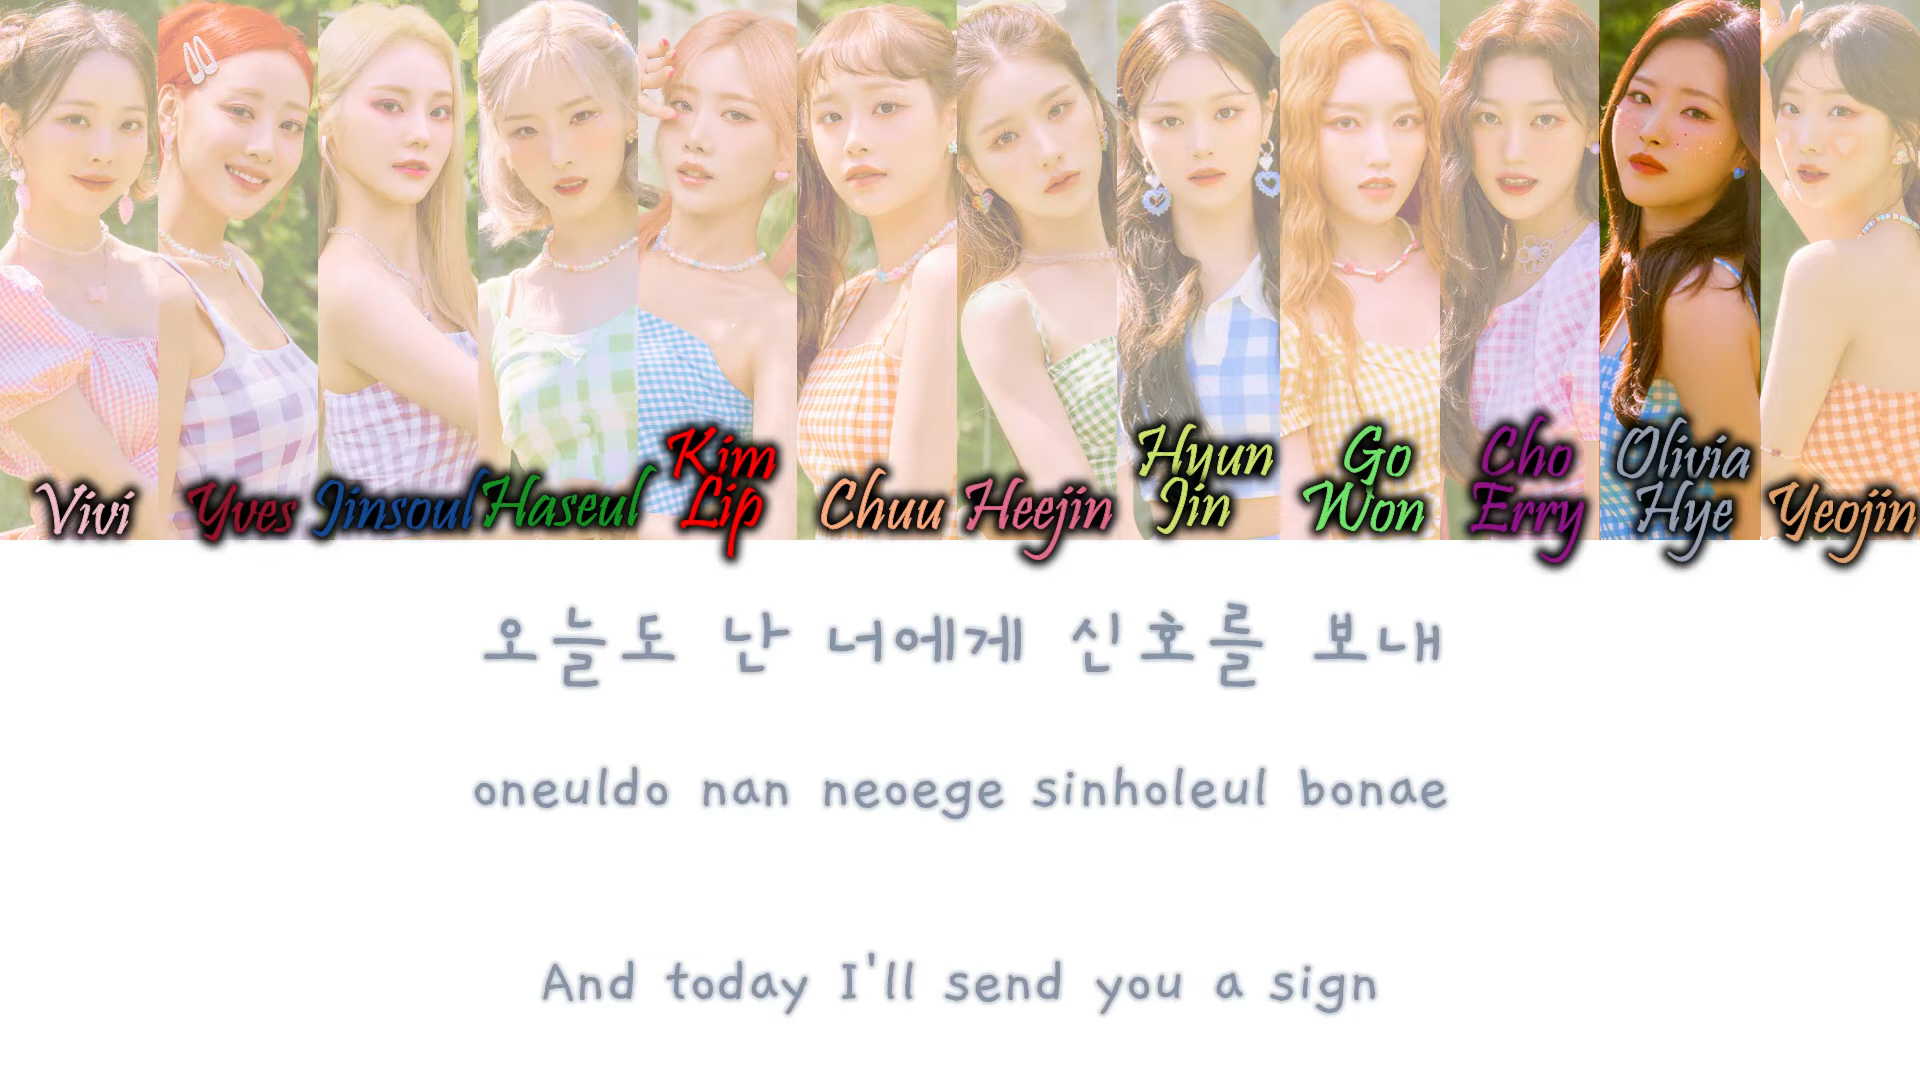 Vivi
Yves
Jinsoul
Haseul
Kim
Lip
Chuu
Heejin
Hyun
Jin
Go
Won
Cho
Erry
Olivia
Hye
Yeojin
오늘도 난 너에게 신호를 보내
oneuldo nan neoege sinholeul bonae
And today I'll send you a sign